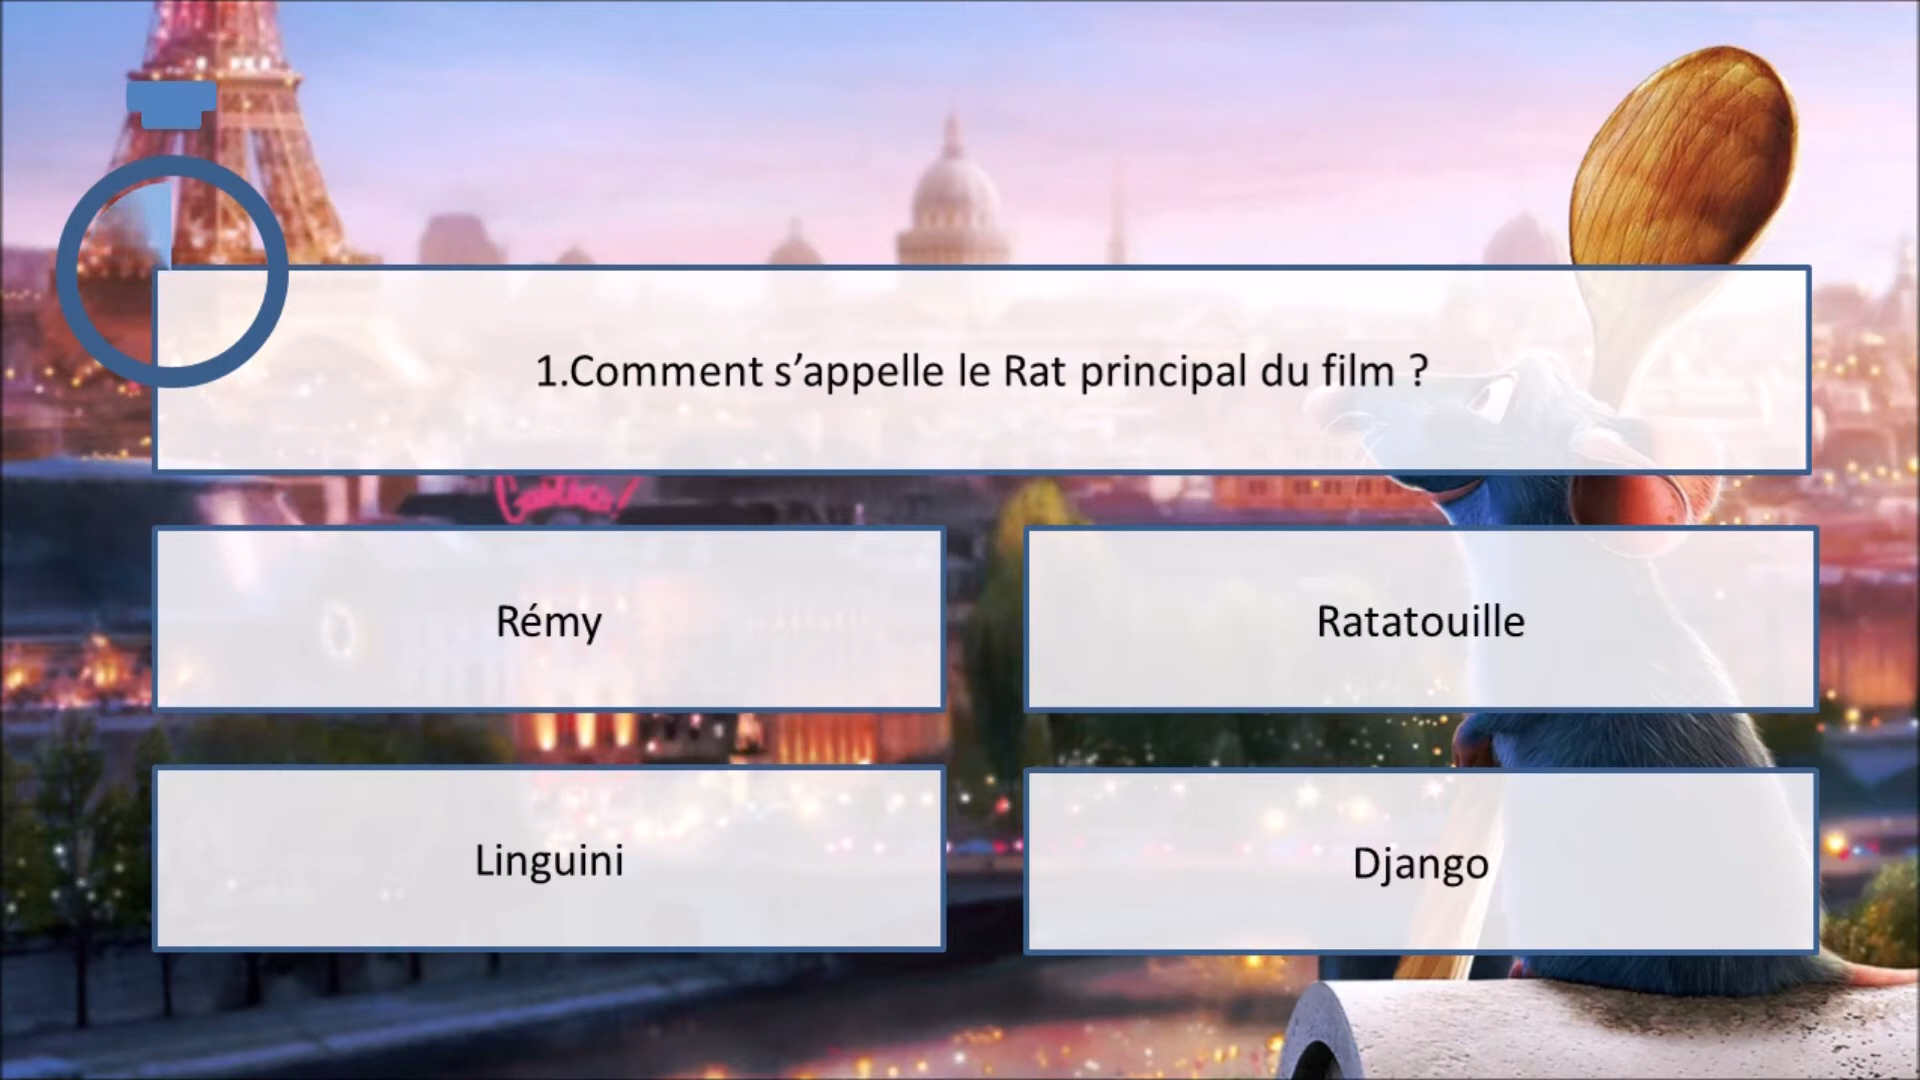 1.Comment s’appelle le Rat principal du film ?
Rémy
Ratatouille
Linguini
Django